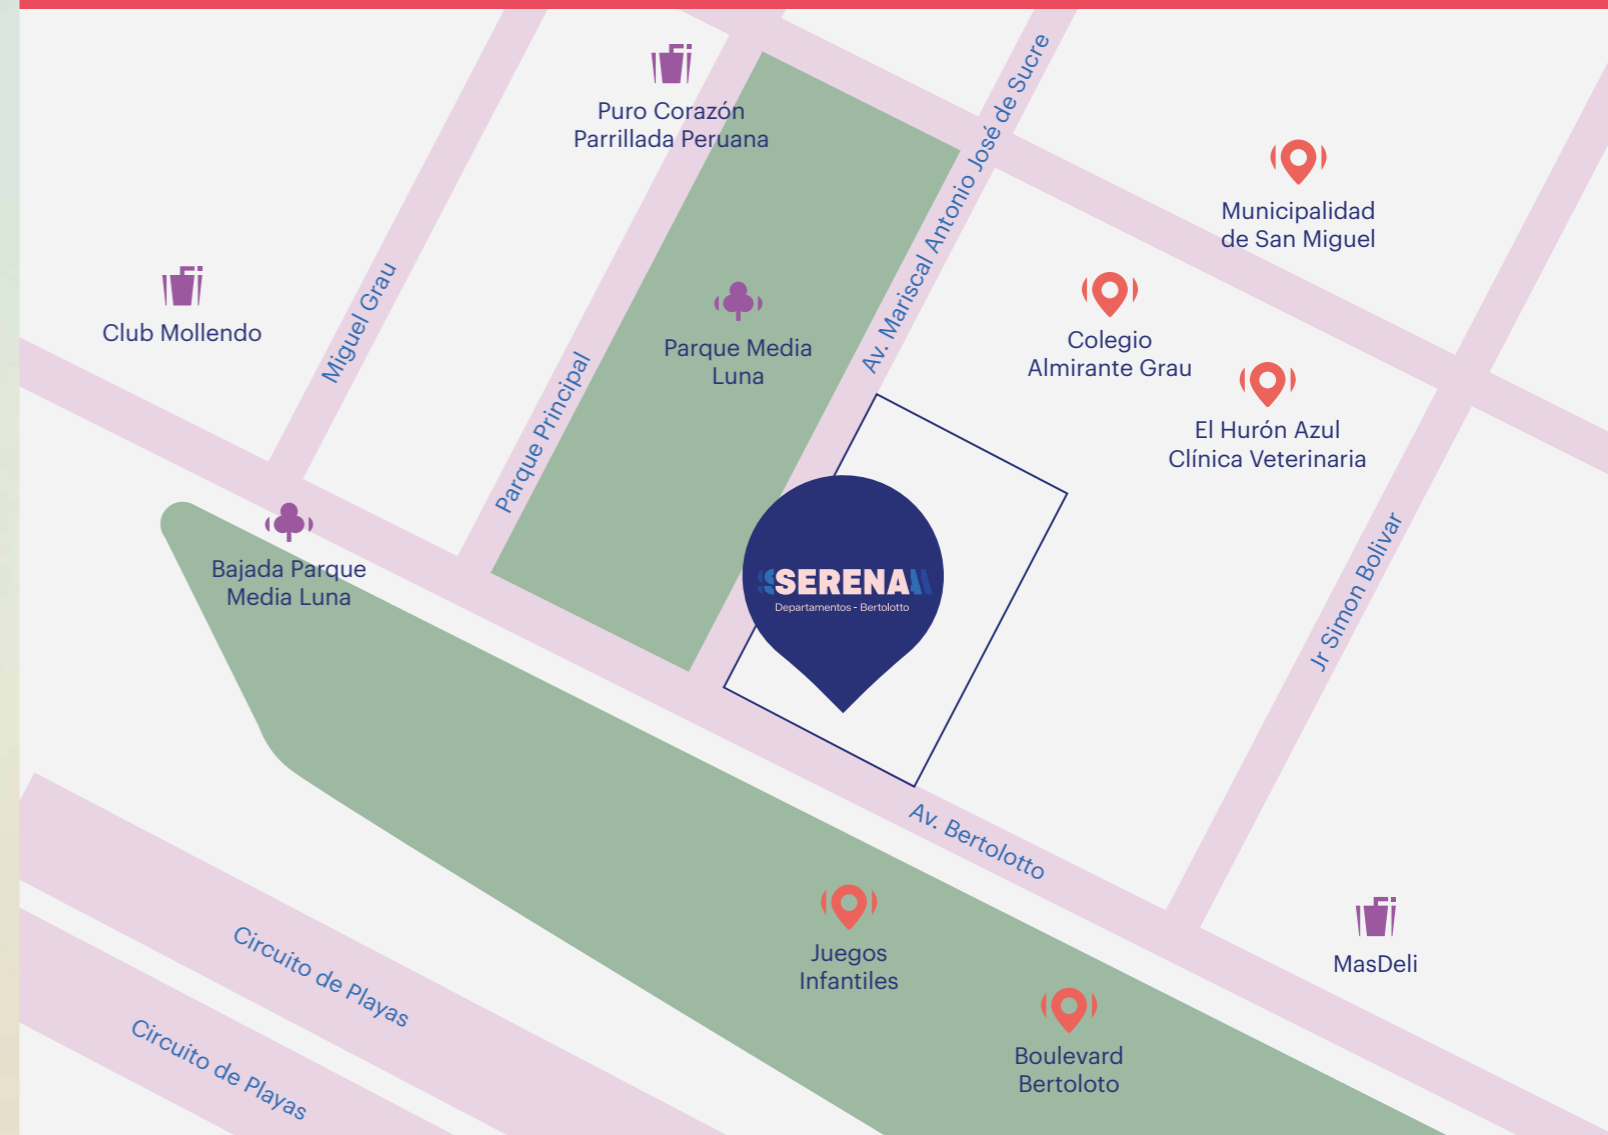 Puro Corazón
Parrillada Peruana
Av. Mariscal Antonio José de Sucre
Municipalidad
de San Miguel
Club Mollendo
Miguel Grau
Parque Principal
Parque Media
Luna
Colegio
Almirante Grau
El Hurón Azul
Clínica Veterinaria
Bajada Parque
Media Luna
SERENA
Departamentos - Bertolotto
Jr Simon Bolivar
Av. Bertolotto
Juegos
Infantiles
MasDeli
Circuito de Playas
Circuito de Playas
Boulevard
Bertoloto